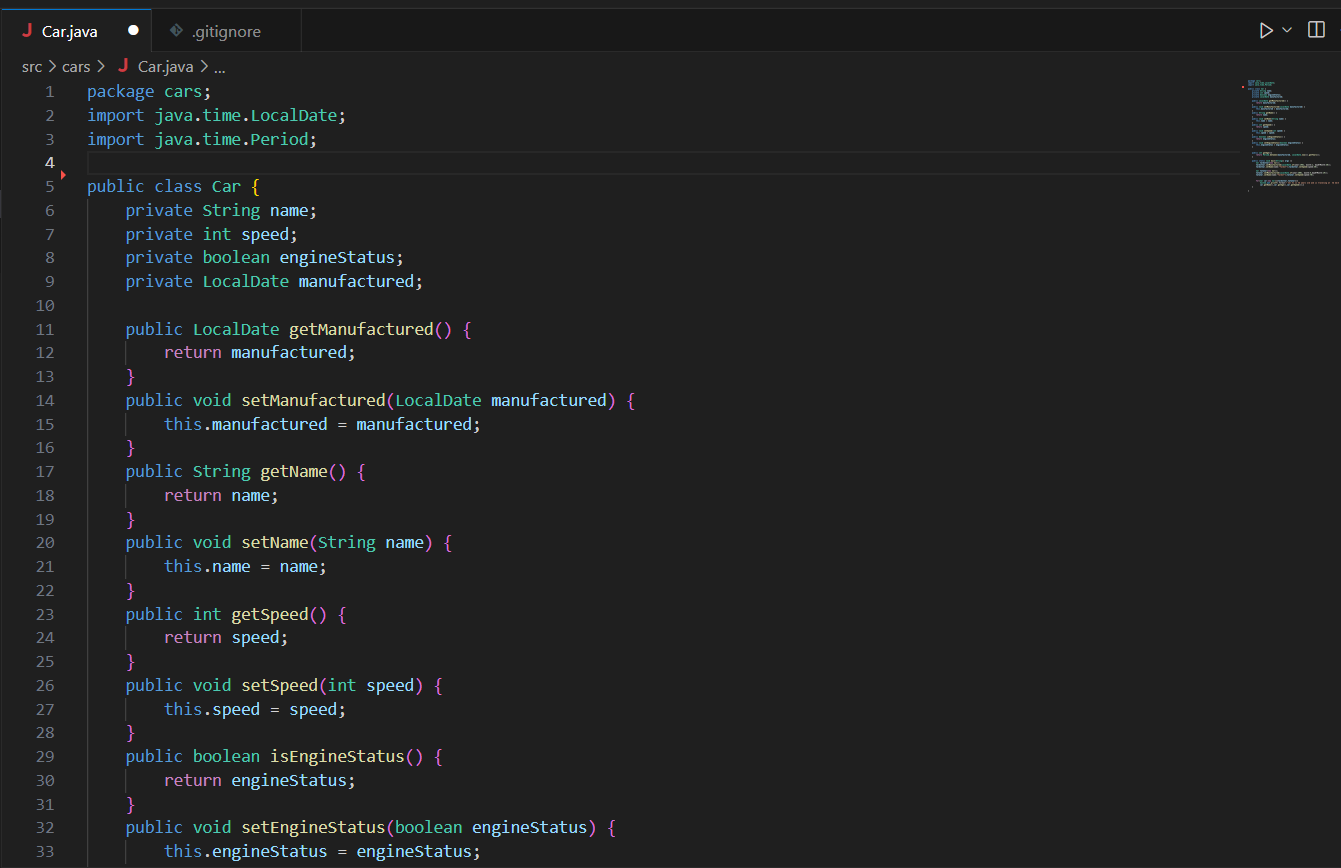 J Car.java
.gitignore
src > cars > J Car.java > ...
1 package cars;
2 import java.time.LocalDate;
3 import java.time.Period;
4
5 public class Car {
6 private String name;
7 private int speed;
8 private boolean engineStatus;
9 private LocalDate manufactured;
10
11 public LocalDate getManufactured() {
12 return manufactured;
13 }
14 public void setManufactured(LocalDate manufactured) {
15 this.manufactured = manufactured;
16 }
17 public String getName() {
18 return name;
19 }
20 public void setName(String name) {
21 this.name = name;
22 }
23 public int getSpeed() {
24 return speed;
25 }
26 public void setSpeed(int speed) {
27 this.speed = speed;
28 }
29 public boolean isEngineStatus() {
30 return engineStatus;
31 }
32 public void setEngineStatus(boolean engineStatus) {
33 this.engineStatus = engineStatus;